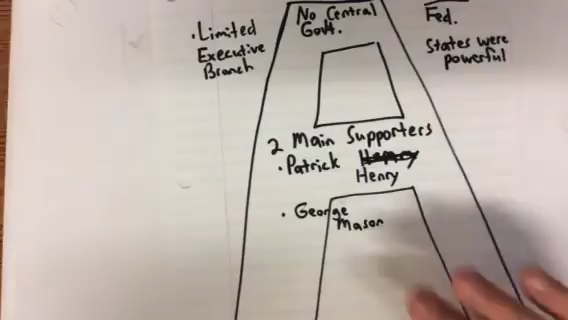 · Limited
Executive
Branch
No Central
Govt.
Fed.
States were
powerful
2 Main Supporters
· Patrick Henry
Henry
· George
Mason